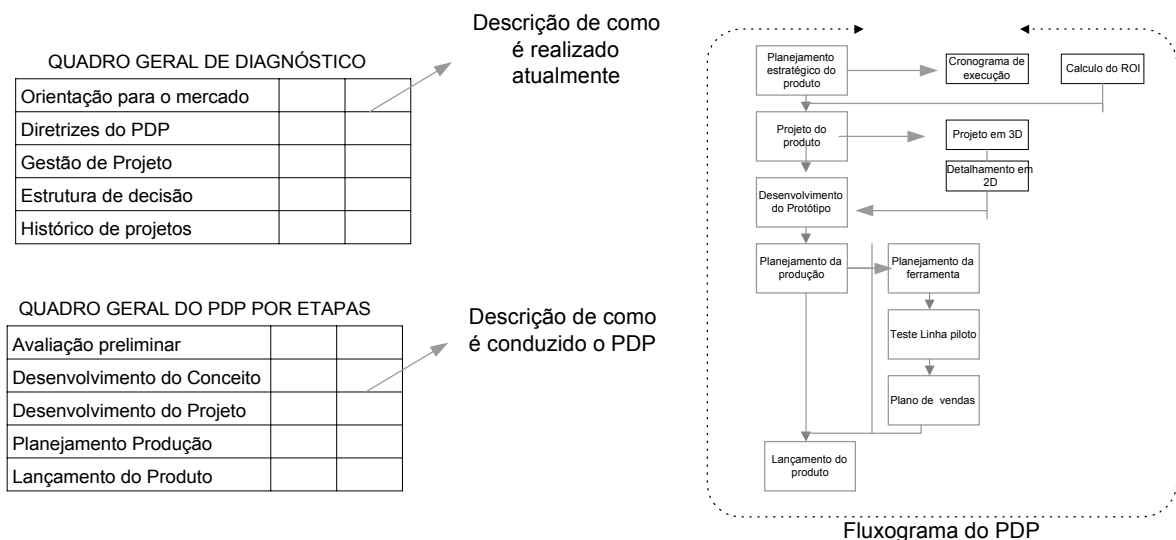 QUADRO GERAL DE DIAGNÓSTICO
Orientação para o mercado
Diretrizes do PDP
Gestão de Projeto
Estrutura de decisão
Histórico de projetos
Descrição de como
é realizado
atualmente
QUADRO GERAL DO PDP POR ETAPAS
Avaliação preliminar
Desenvolvimento do Conceito
Desenvolvimento do Projeto
Planejamento Produção
Lançamento do Produto
Descrição de como
é conduzido o PDP
Planejamento
estratégico do
produto
Cronograma de
execução
Calculo do ROI
Projeto do
produto
Projeto em 3D
Detalhamento em
2D
Desenvolvimento
do Protótipo
Planejamento da
produção
Planejamento da
ferramenta
Teste Linha piloto
Plano de vendas
Lançamento do
produto
Fluxograma do PDP